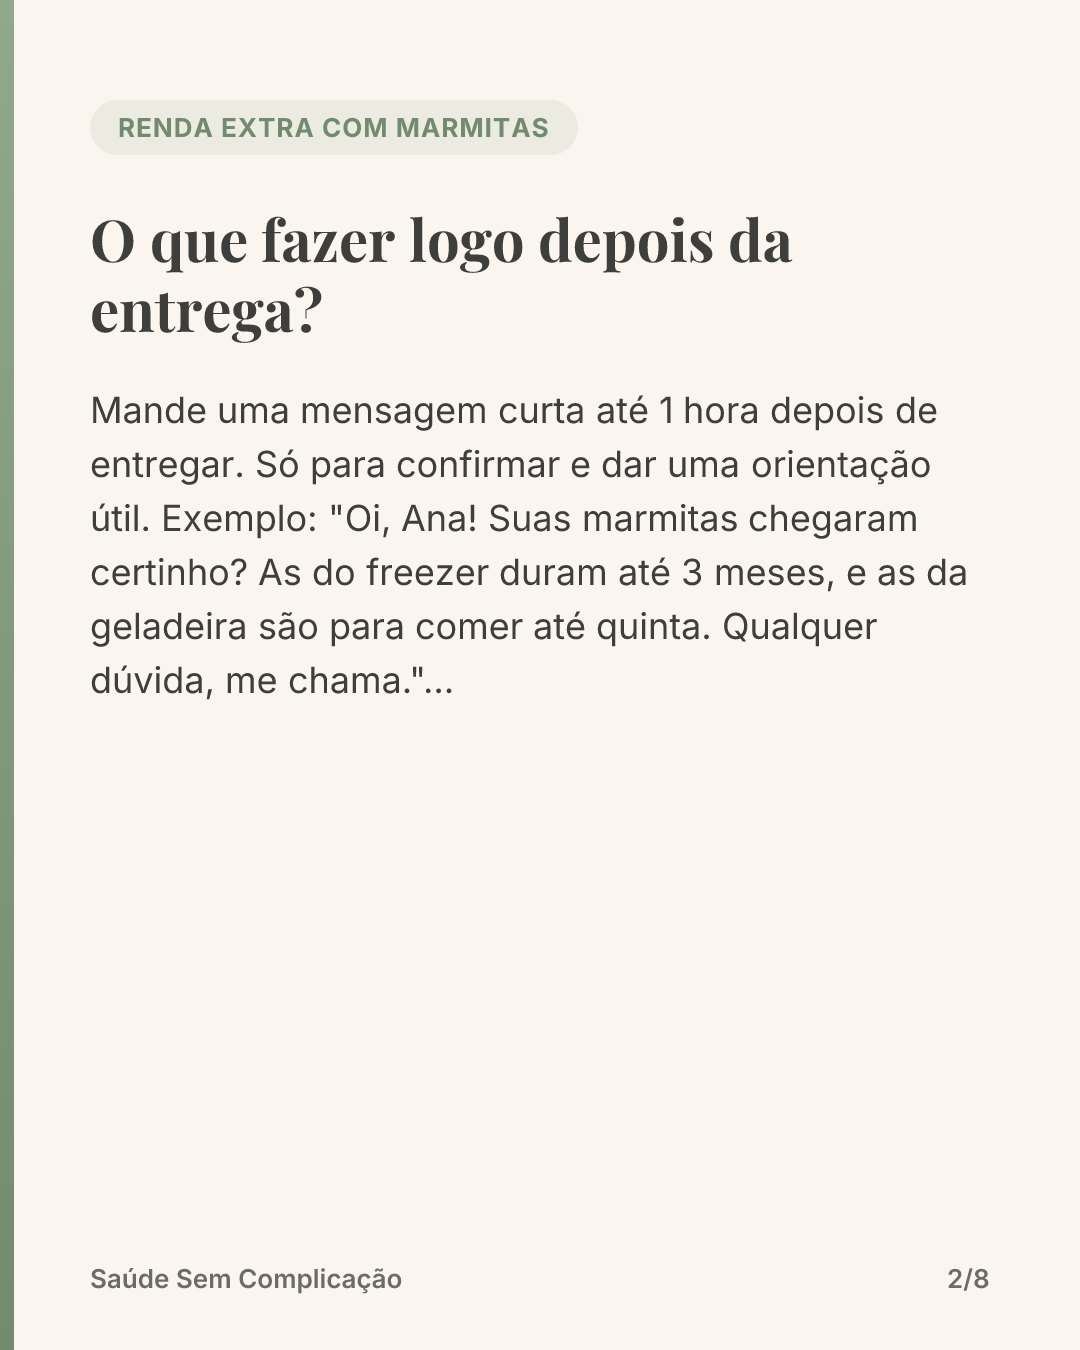 RENDA EXTRA COM MARMITAS
O que fazer logo depois da
entrega?
Mande uma mensagem curta até 1 hora depois de
entregar. Só para confirmar e dar uma orientação
útil. Exemplo: "Oi, Ana! Suas marmitas chegaram
certinho? As do freezer duram até 3 meses, e as da
geladeira são para comer até quinta. Qualquer
dúvida, me chama."...
Saúde Sem Complicação
2/8